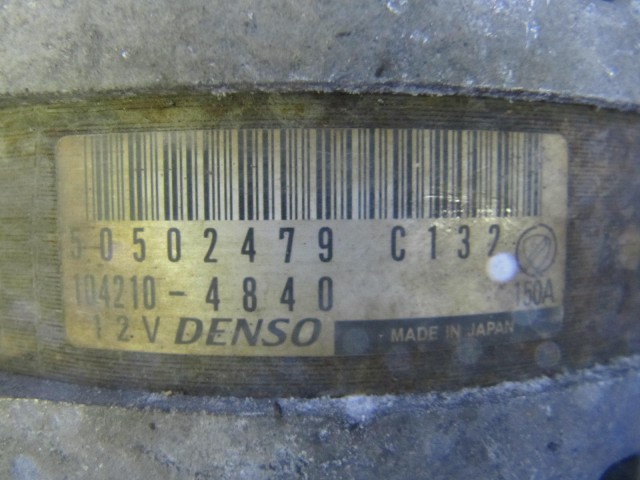 50502479 C132
104210-4840 150A
12V DENSO MADE IN JAPAN